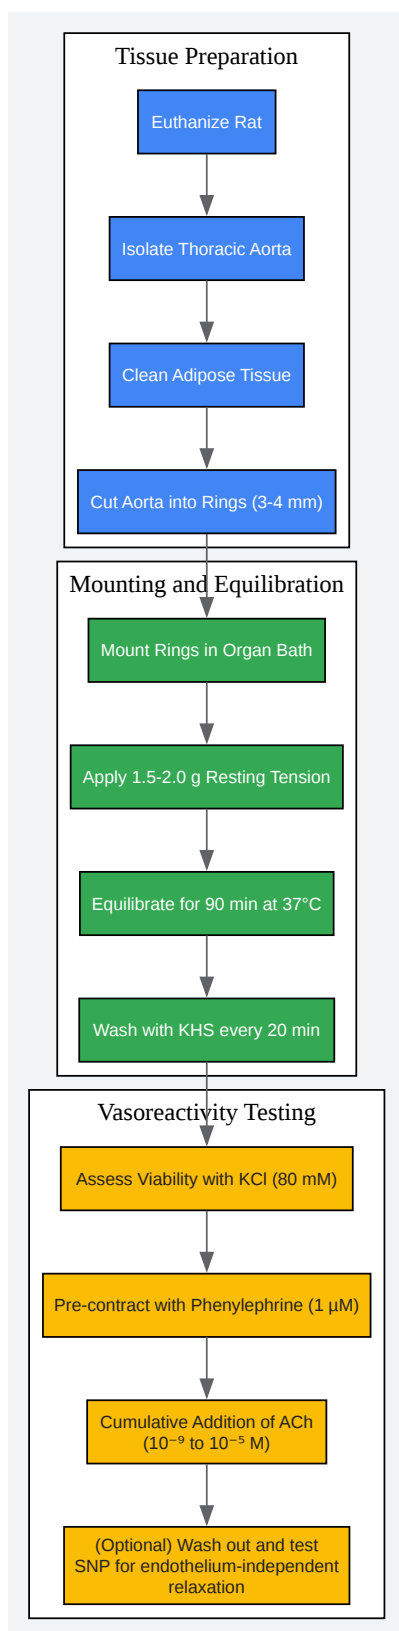 Tissue Preparation
Euthanize Rat
Isolate Thoracic Aorta
Clean Adipose Tissue
Cut Aorta into Rings (3-4 mm)
Mounting and Equilibration
Mount Rings in Organ Bath
Apply 1.5-2.0 g Resting Tension
Equilibrate for 90 min at 37°C
Wash with KHS every 20 min
Vasoreactivity Testing
Assess Viability with KCl (80 mM)
Pre-contract with Phenylephrine (1 µM)
Cumulative Addition of ACh
(10⁻⁹ to 10⁻⁵ M)
(Optional) Wash out and test
SNP for endothelium-independent
relaxation